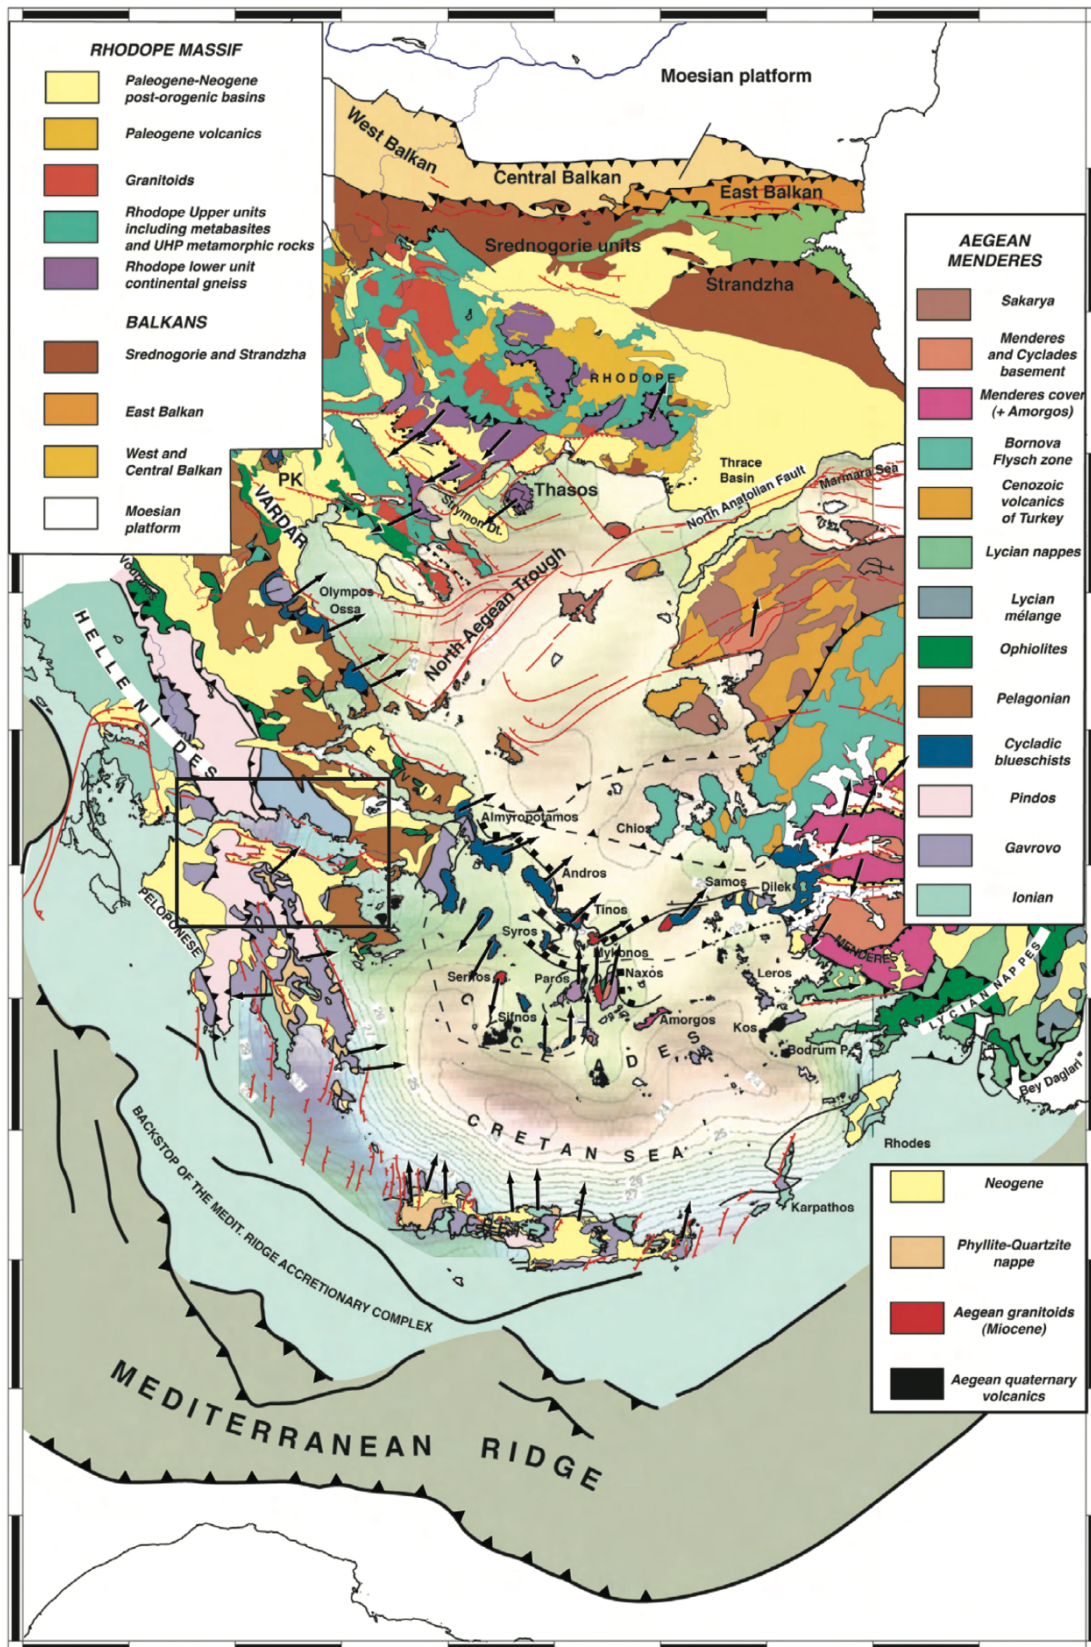 RHODOPE MASSIF
Paleogene-Neogene
post-orogenic basins
Paleogene volcanics
Granitoids
Rhodope Upper units
including metabasites
and UHP metamorphic rocks
Rhodope lower unit
continental gneiss
BALKANS
Srednogorie and Strandzha
East Balkan
West and
Central Balkan
Moesian
platform
Moesian platform
West Balkan
Central Balkan
East Balkan
Srednogorie units
Strandzha
RHODOPE
AEGEAN
MENDERES
Sakarya
Menderes
and Cyclades
basement
Menderes cover
(+ Amorgos)
Bornova
Flysch zone
Cenozoic
volcanics
of Turkey
Lycian nappes
Lycian
mélange
Ophiolites
Pelagonian
Cycladic
blueschists
Pindos
Gavrovo
Ionian
Thrace
Basin
Marmara Sea
North Anatolian Fault
PK
VARDAR
Thasos
Strymon Dt.
Olympos
Ossa
North Aegean Trough
25
HELLENIDES
Almyropotamos
Chios
Andros
Samos
Dilek
Tinos
Syros
Mykonos
PELOPONESE
MENDERES
Serifos
Paros
Naxos
Leros
LYCIAN NAPPES
Sifnos
Amorgos
Kos
Bodrum P.
Bey Daglari
CRETAN SEA
25
26
27
Rhodes
Karpathos
BACKSTOP OF THE MEDIT. RIDGE ACCRETIONARY COMPLEX
MEDITERRANEAN RIDGE
Neogene
Phyllite-Quartzite
nappe
Aegean granitoids
(Miocene)
Aegean quaternary
volcanics